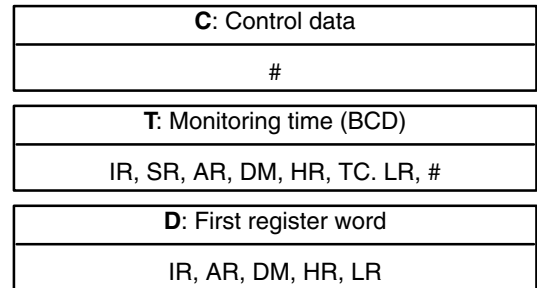 C: Control data
#
T: Monitoring time (BCD)
IR, SR, AR, DM, HR, TC. LR, #
D: First register word
IR, AR, DM, HR, LR